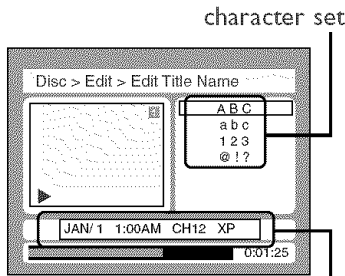 character set
Disc > Edit > Edit Title Name
A B C
a b c
1 2 3
@ ! ?
JAN/ 1 1:00AM CH12 XP
0:01:25